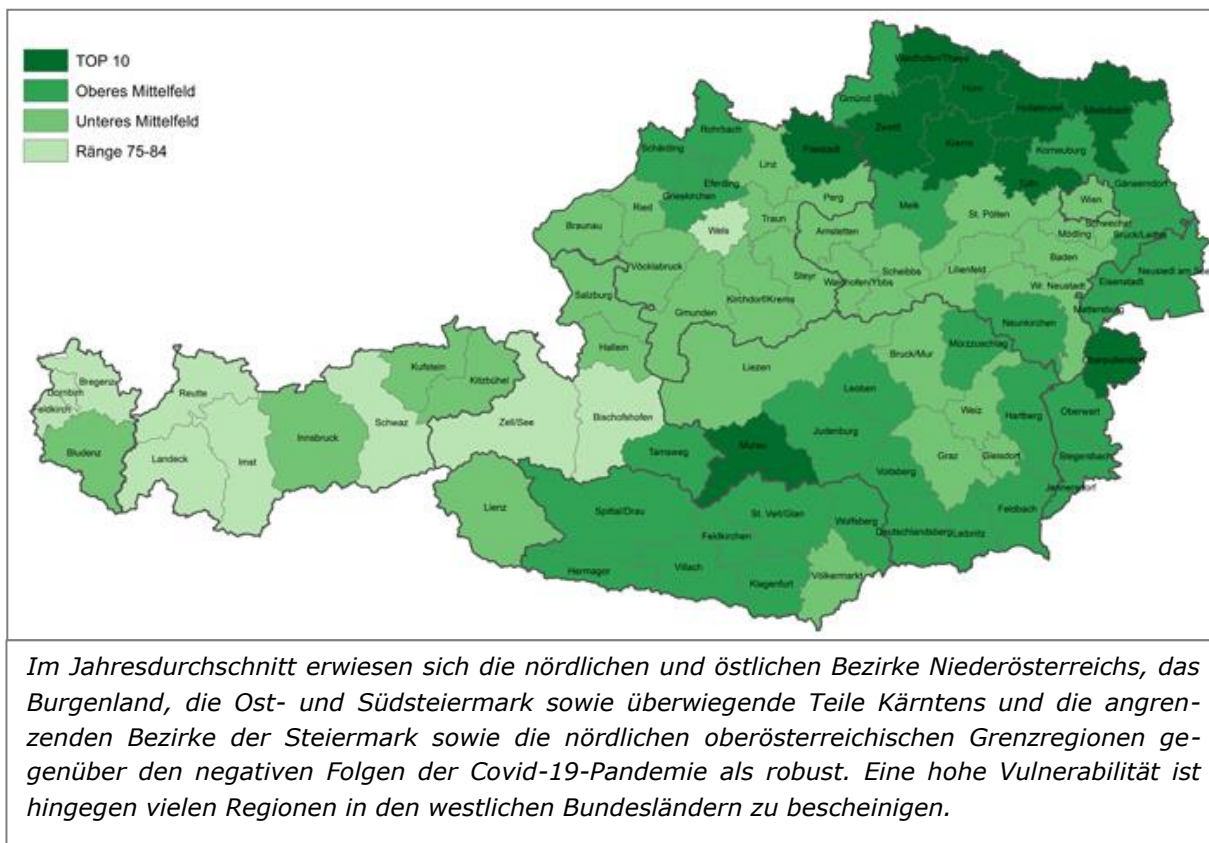 TOP 10
Oberes Mittelfeld
Unteres Mittelfeld
Ränge 75-84
Waidhofen/Thaya
Gmünd
Horn
Hollabrunn
Mistelbach
Zwettl
Krems
Korneuburg
Rohrbach
Schärding
Freistadt
Linz
Tulln
Gänserndorf
Eferding
Grieskirchen
Perg
Melk
St. Pölten
Wien
Schwechat
Ried
Wels
Traun
Amstetten
Mödling
Bruck/Leitha
Braunau
Baden
Neusiedl am See
Vöcklabruck
Steyr
Scheibbs
Lilienfeld
Eisenstadt
Waidhofen/Ybbs
Wr. Neustadt
Salzburg
Kirchdorf/Krems
Gmunden
Mattersburg
Neunkirchen
Hallein
Mürzzuschlag
Bruck/Mur
Oberpullendorf
Kufstein
Liezen
Bregenz
Kitzbühel
Dornbirn
Reutte
Leoben
Feldkirch
Schwaz
Zell/See
Bischofshofen
Weiz
Hartberg
Oberwert
Innsbruck
Bludenz
Landeck
Imst
Tamsweg
Murau
Judenburg
Graz
Gleisdorf
Stegersbach
Voitsberg
Jennersdorf
Lienz
Spittal/Drau
St. Veit/Glan
Wolfsberg
Feldbach
Feldkirchen
Deutschlandsberg
Leibnitz
Hermagor
Villach
Klagenfurt
Völkermarkt
Im Jahresdurchschnitt erwiesen sich die nördlichen und östlichen Bezirke Niederösterreichs, das
Burgenland, die Ost- und Südsteiermark sowie überwiegende Teile Kärntens und die angren-
zenden Bezirke der Steiermark sowie die nördlichen oberösterreichischen Grenzregionen ge-
genüber den negativen Folgen der Covid-19-Pandemie als robust. Eine hohe Vulnerabilität ist
hingegen vielen Regionen in den westlichen Bundesländern zu bescheinigen.